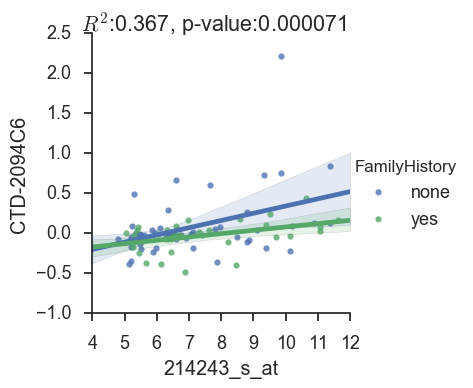 R²:0.367, p-value:0.000071
2.5
2.0
1.5
1.0
0.5
0.0
−0.5
−1.0
CTD-2094C6
4 5 6 7 8 9 10 11 12
214243_s_at
FamilyHistory
none
yes